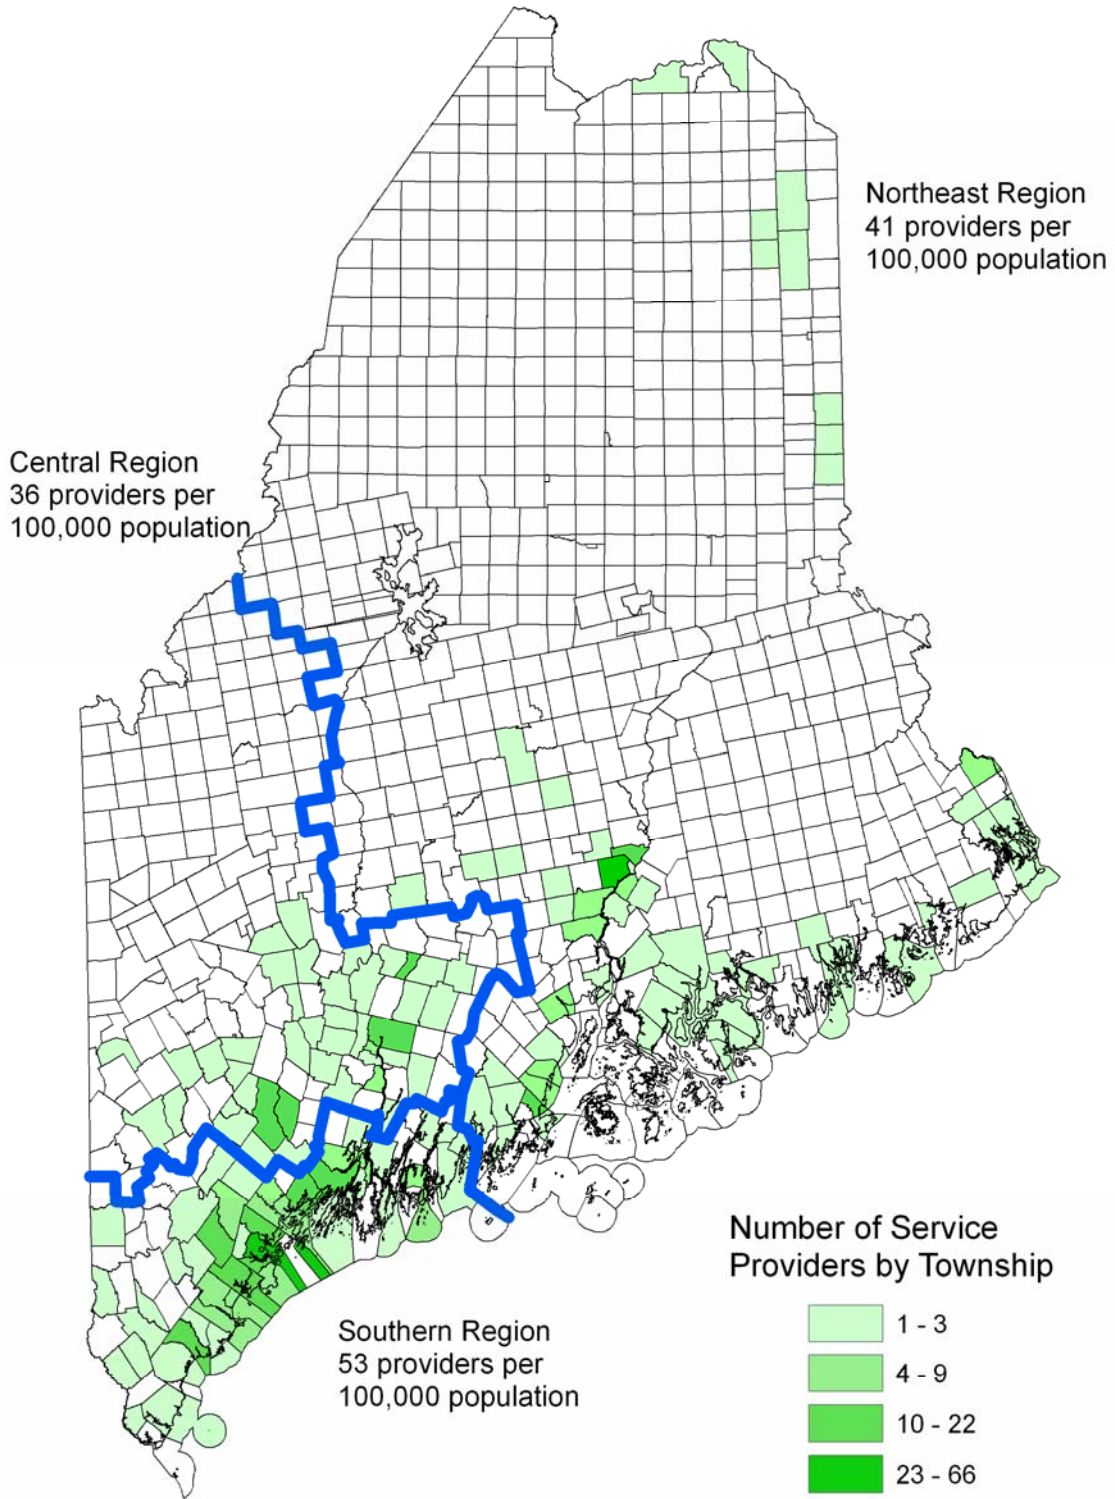 Northeast Region
41 providers per
100,000 population
Central Region
36 providers per
100,000 population
Southern Region
53 providers per
100,000 population
Number of Service
Providers by Township
1 - 3
4 - 9
10 - 22
23 - 66